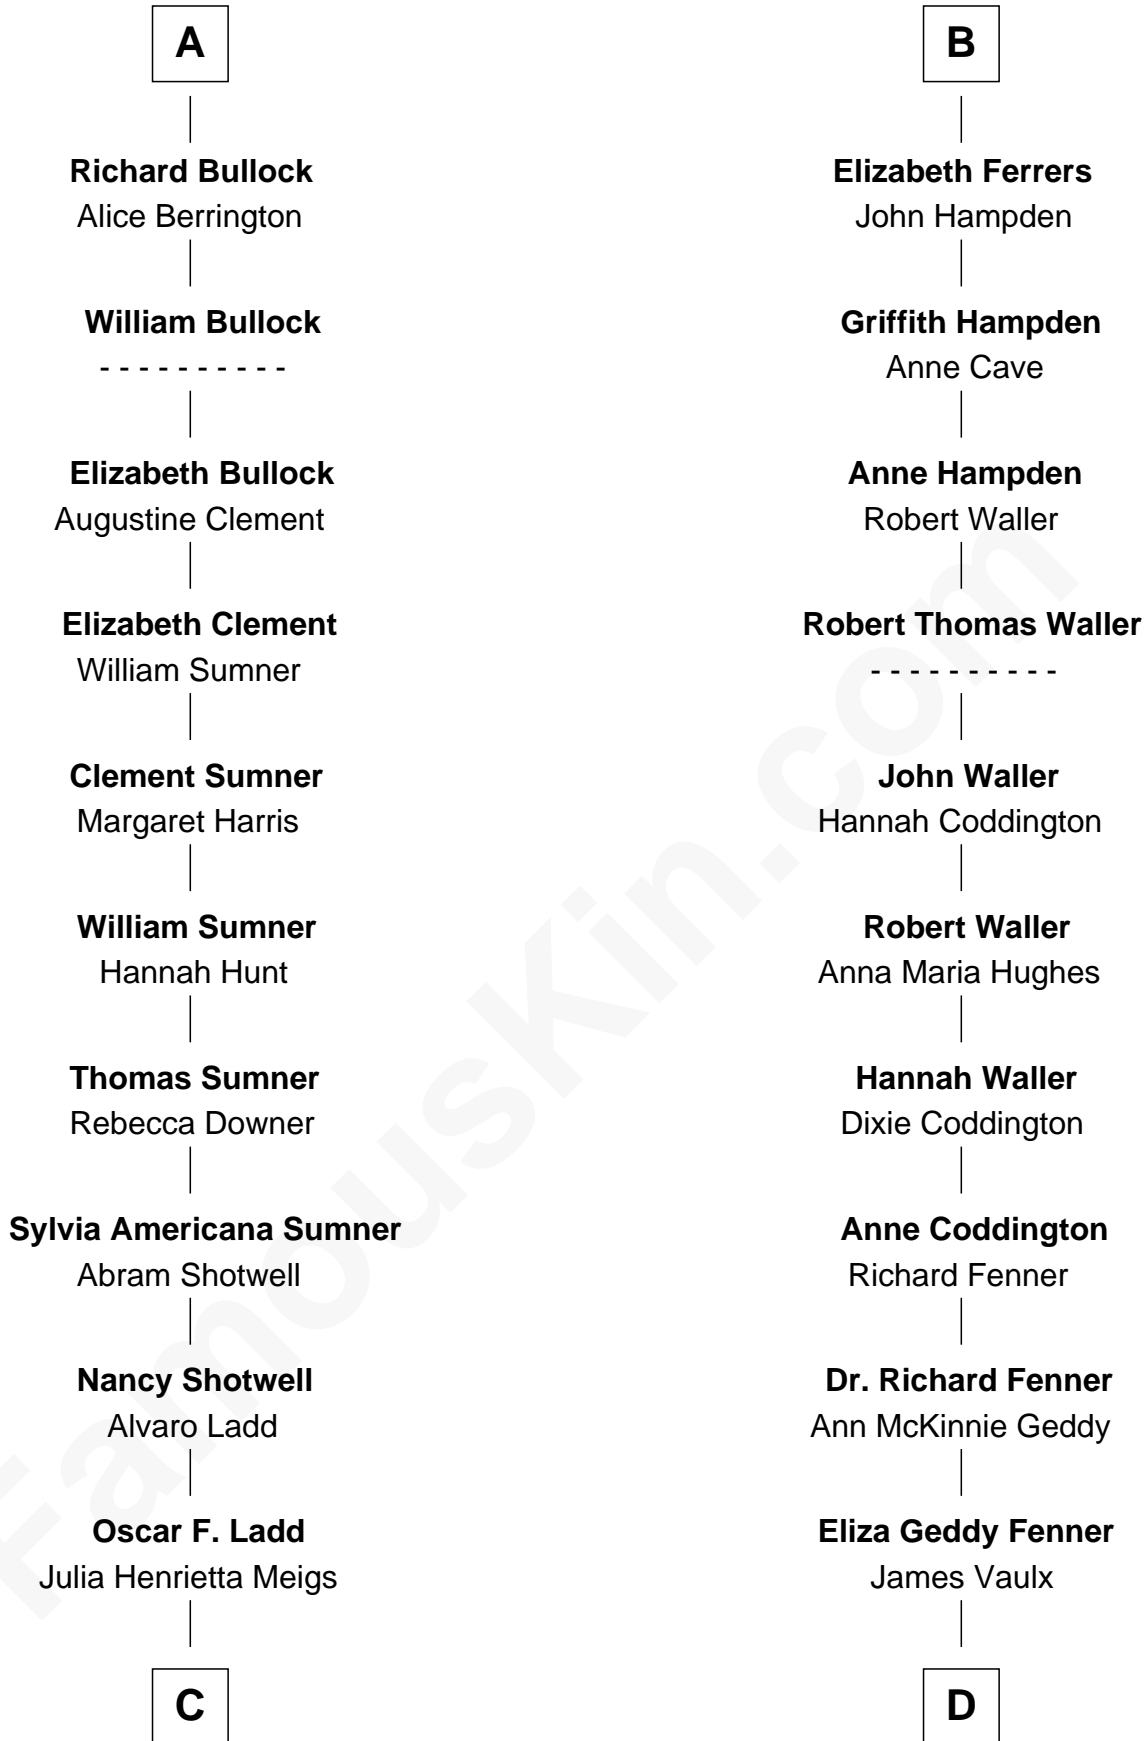 A
Richard Bullock
Alice Berrington
William Bullock
- - - - - - - - - -
Elizabeth Bullock
Augustine Clement
Elizabeth Clement
William Sumner
Clement Sumner
Margaret Harris
William Sumner
Hannah Hunt
Thomas Sumner
Rebecca Downer
Sylvia Americana Sumner
Abram Shotwell
Nancy Shotwell
Alvaro Ladd
Oscar F. Ladd
Julia Henrietta Meigs
C
B
Elizabeth Ferrers
John Hampden
Griffith Hampden
Anne Cave
Anne Hampden
Robert Waller
Robert Thomas Waller
- - - - - - - - - -
John Waller
Hannah Coddington
Robert Waller
Anna Maria Hughes
Hannah Waller
Dixie Coddington
Anne Coddington
Richard Fenner
Dr. Richard Fenner
Ann McKinnie Geddy
Eliza Geddy Fenner
James Vaulx
D
FamousKin.com